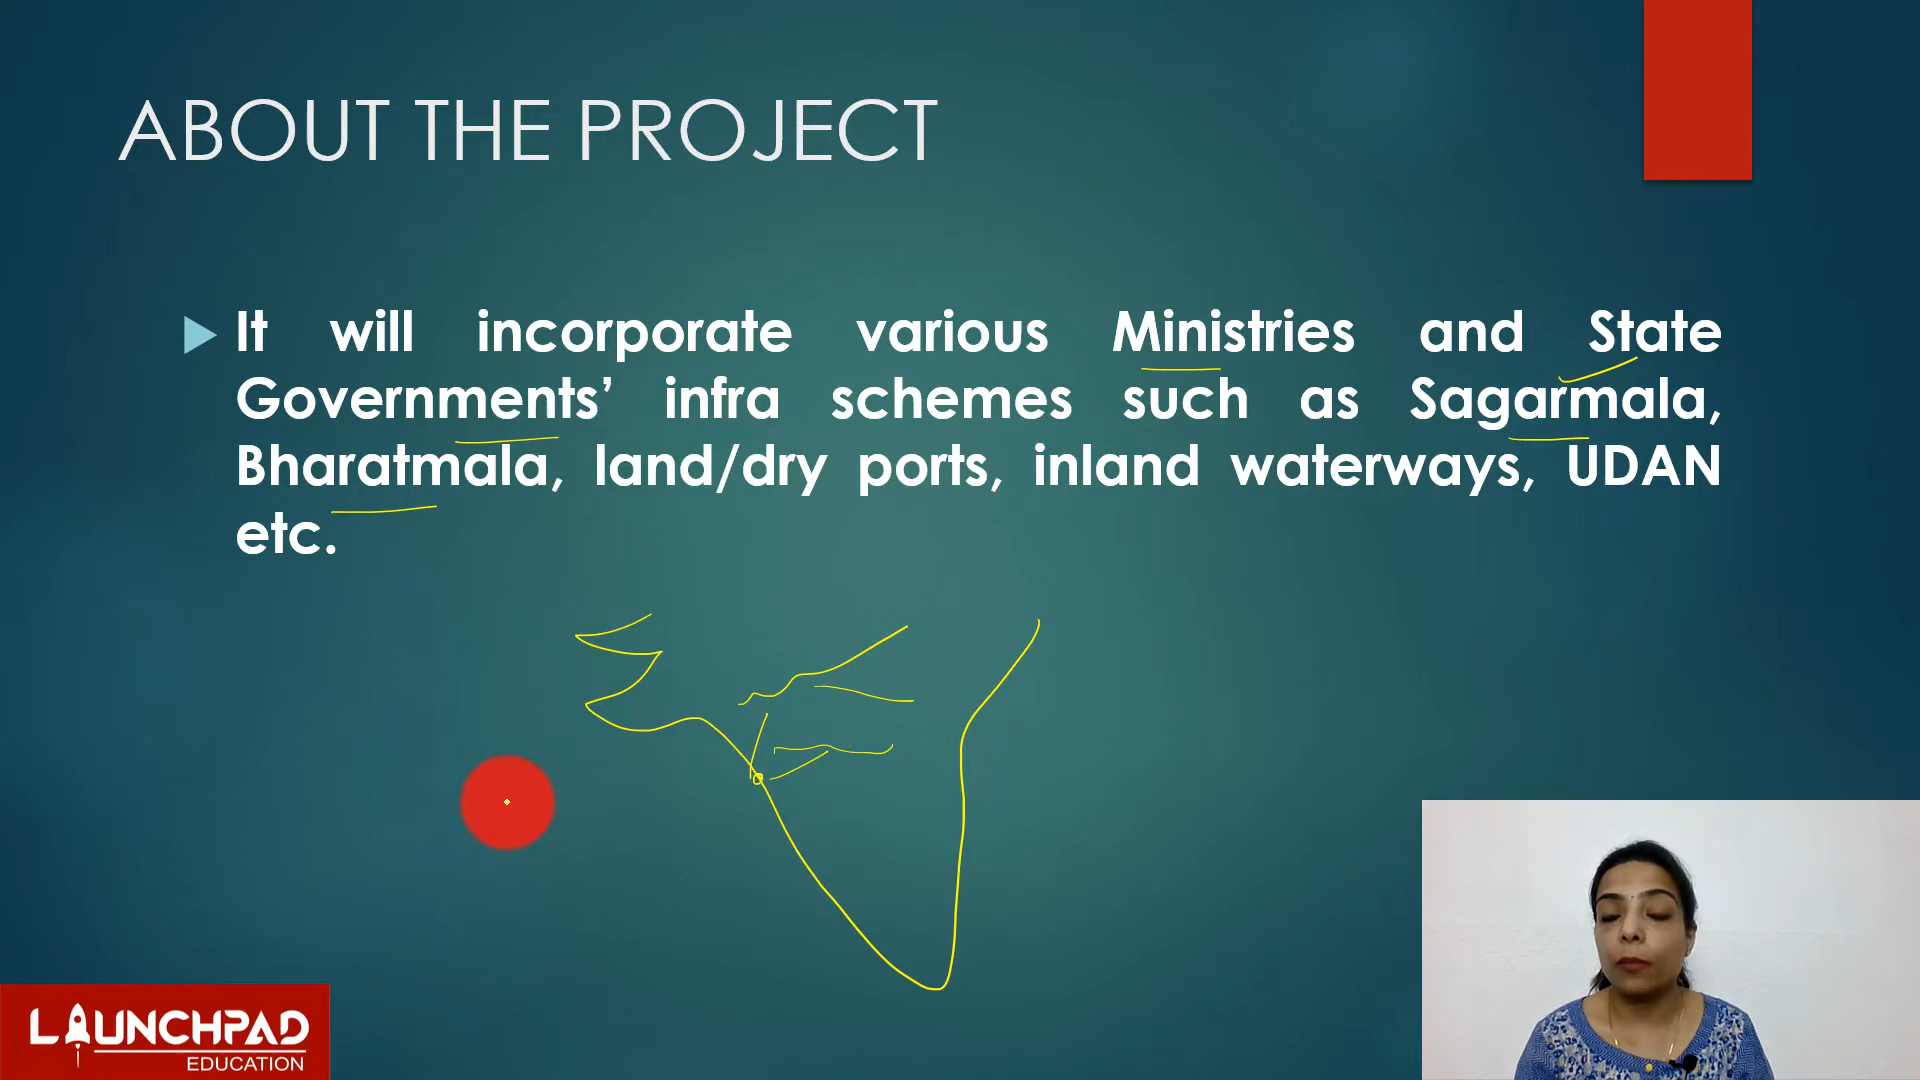 ABOUT THE PROJECT
It will incorporate various Ministries and State
Governments’ infra schemes such as Sagarmala,
Bharatmala, land/dry ports, inland waterways, UDAN
etc.
LAUNCHPAD
EDUCATION